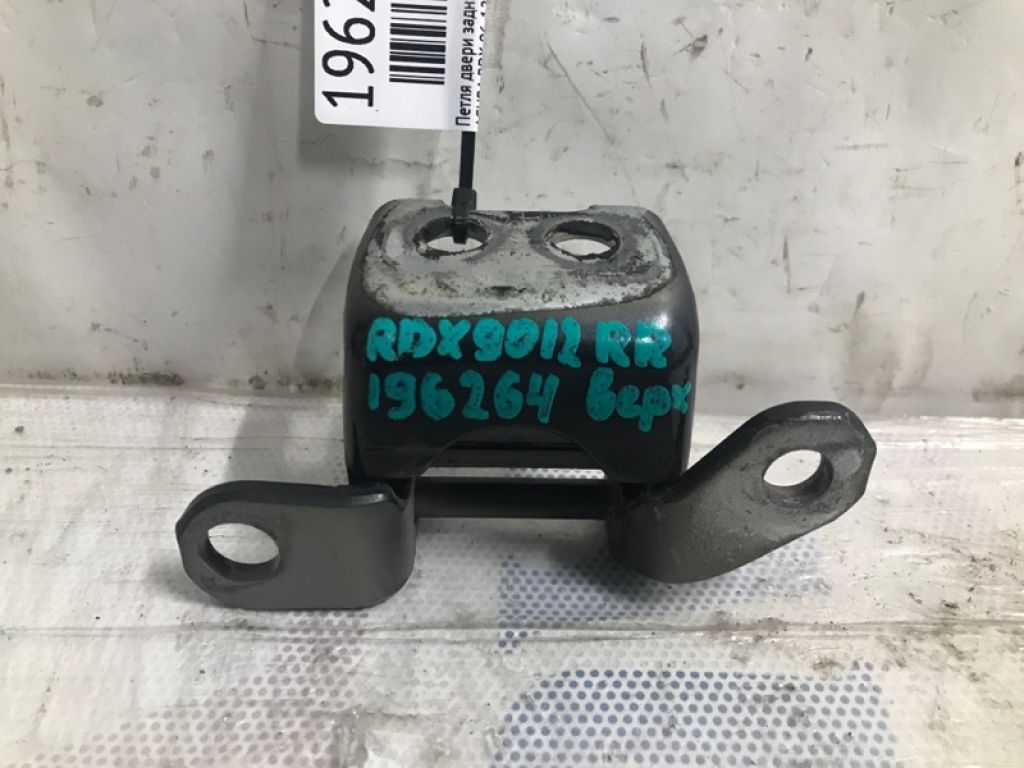 1962
Петля двери задн
RDX9012 RR
196264 верх